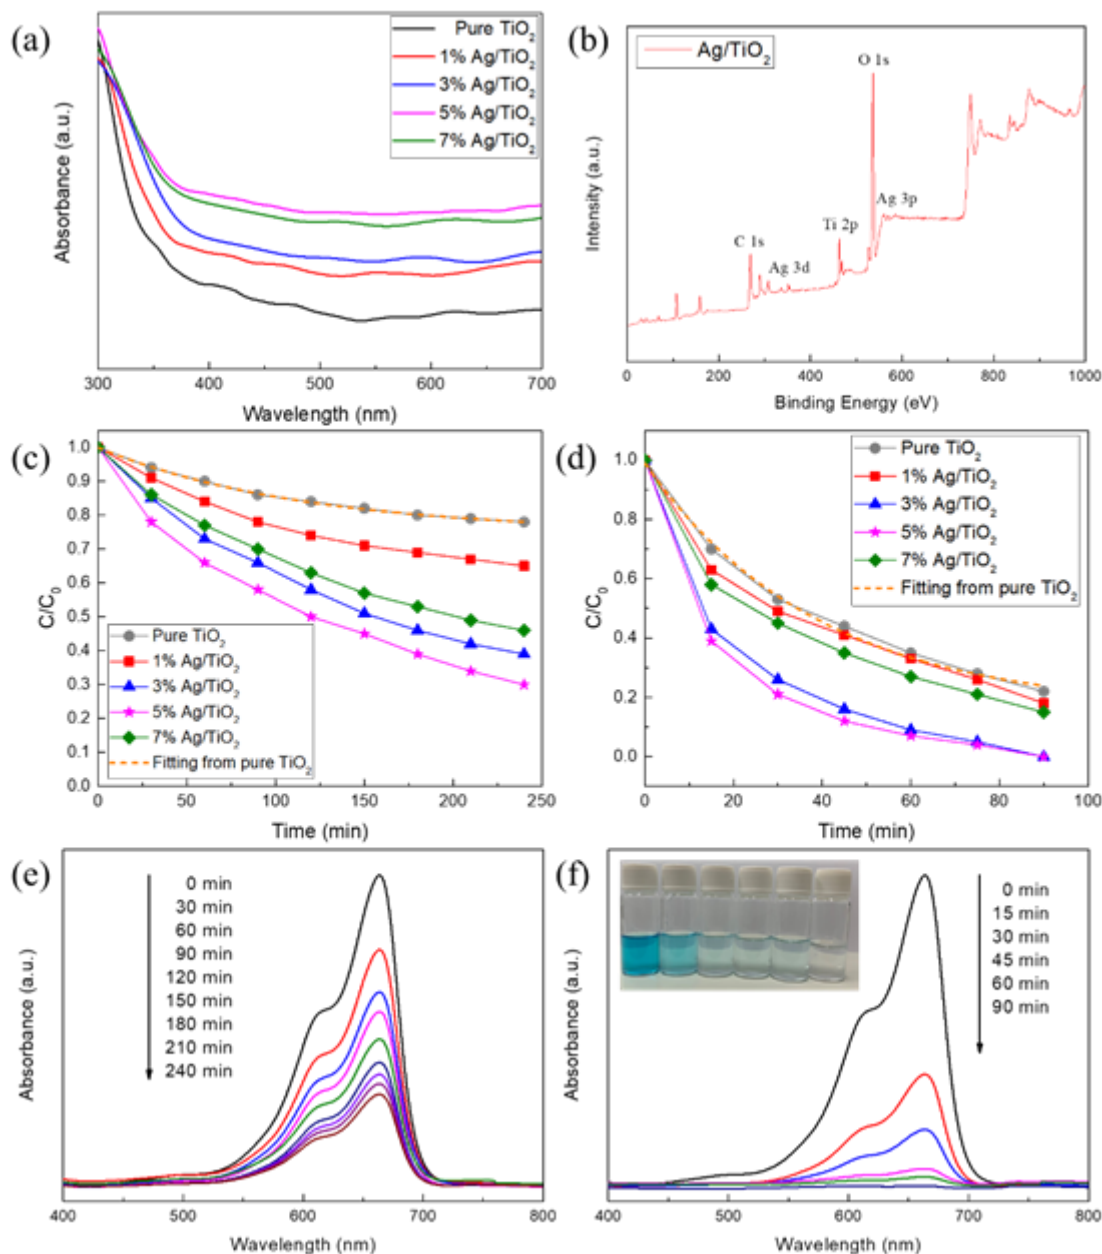 (a)
Pure TiO₂
1% Ag/TiO₂
3% Ag/TiO₂
5% Ag/TiO₂
7% Ag/TiO₂
Absorbance (a.u.)
300 400 500 600 700
Wavelength (nm)
(b)
Ag/TiO₂
O 1s
Ag 3p
Ti 2p
C 1s
Ag 3d
Intensity (a.u.)
0 200 400 600 800 1000
Binding Energy (eV)
(c)
1.0
0.9
0.8
0.7
0.6
0.5
0.4
0.3
0.2
0.1
0.0
C/C₀
Pure TiO₂
1% Ag/TiO₂
3% Ag/TiO₂
5% Ag/TiO₂
7% Ag/TiO₂
Fitting from pure TiO₂
0 50 100 150 200 250
Time (min)
(d)
1.0
0.8
0.6
0.4
0.2
0.0
C/C₀
Pure TiO₂
1% Ag/TiO₂
3% Ag/TiO₂
5% Ag/TiO₂
7% Ag/TiO₂
Fitting from pure TiO₂
0 20 40 60 80 100
Time (min)
(e)
0 min
30 min
60 min
90 min
120 min
150 min
180 min
210 min
240 min
Absorbance (a.u.)
400 500 600 700 800
Wavelength (nm)
(f)
0 min
15 min
30 min
45 min
60 min
90 min
Absorbance (a.u.)
400 500 600 700 800
Wavelength (nm)